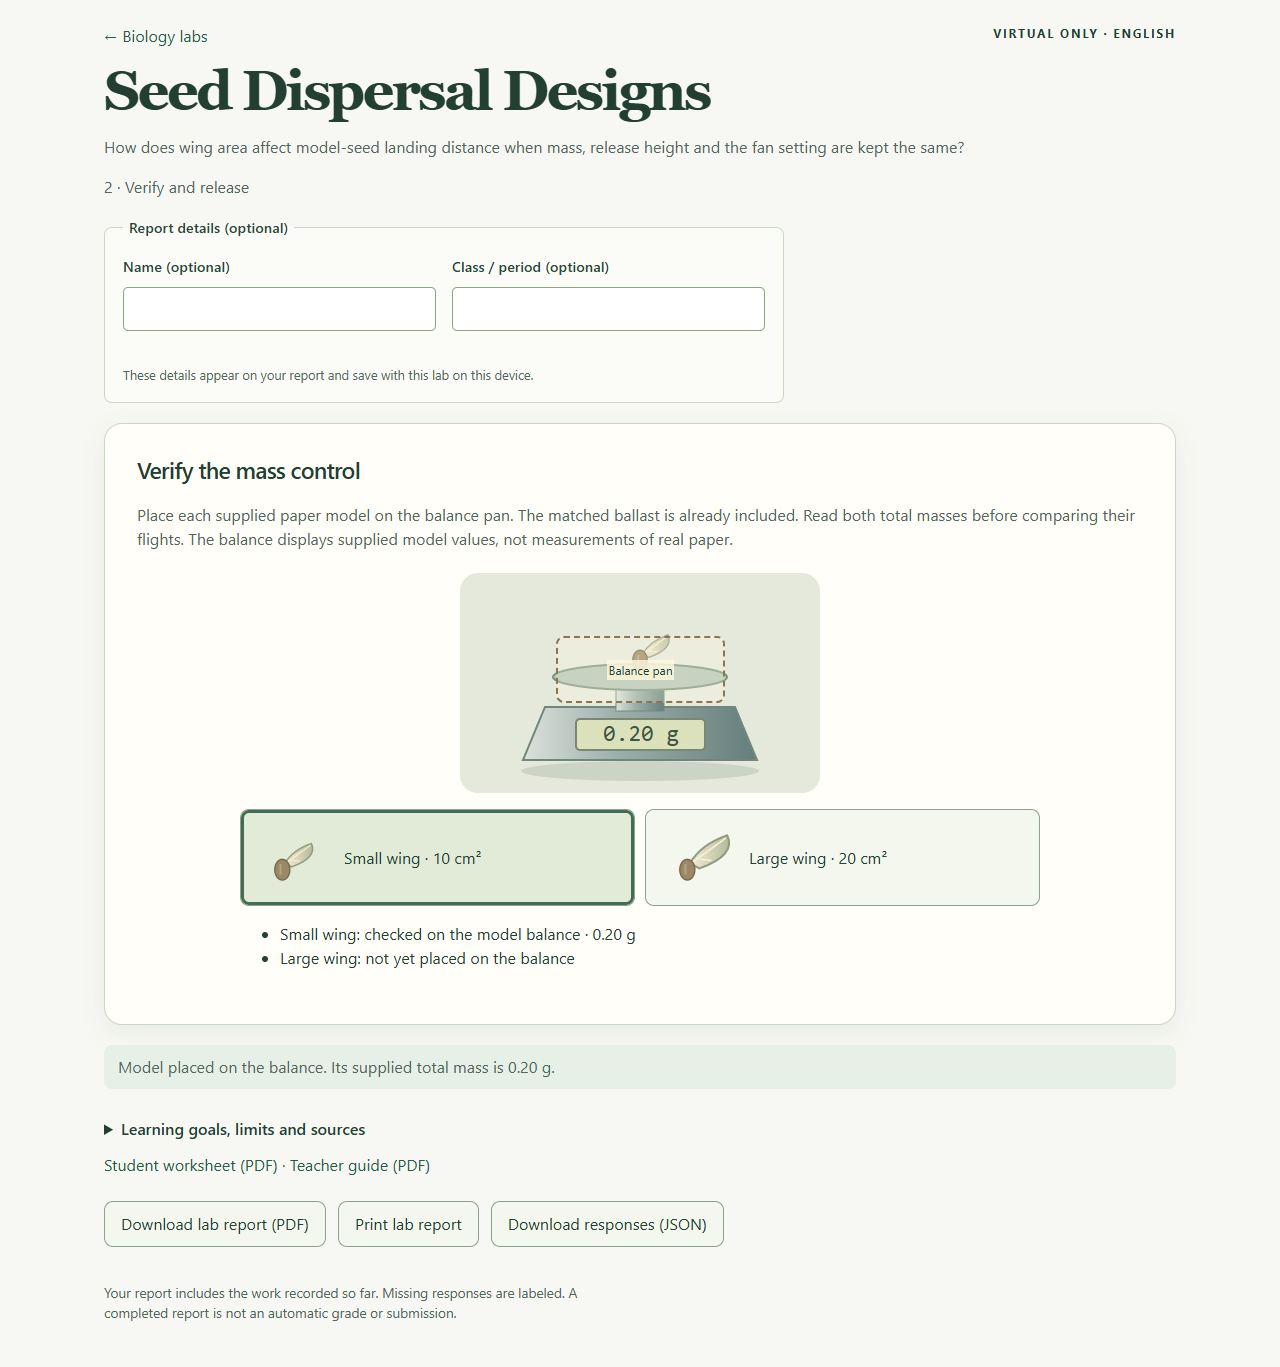 ← Biology labs
VIRTUAL ONLY · ENGLISH
Seed Dispersal Designs
How does wing area affect model-seed landing distance when mass, release height and the fan setting are kept the same?
2 · Verify and release
Report details (optional)
Name (optional)
Class / period (optional)
These details appear on your report and save with this lab on this device.
Verify the mass control
Place each supplied paper model on the balance pan. The matched ballast is already included. Read both total masses before comparing their
flights. The balance displays supplied model values, not measurements of real paper.
Balance pan
0.20 g
Small wing · 10 cm²
Large wing · 20 cm²
• Small wing: checked on the model balance · 0.20 g
• Large wing: not yet placed on the balance
Model placed on the balance. Its supplied total mass is 0.20 g.
▶ Learning goals, limits and sources
Student worksheet (PDF) · Teacher guide (PDF)
Download lab report (PDF)
Print lab report
Download responses (JSON)
Your report includes the work recorded so far. Missing responses are labeled. A
completed report is not an automatic grade or submission.